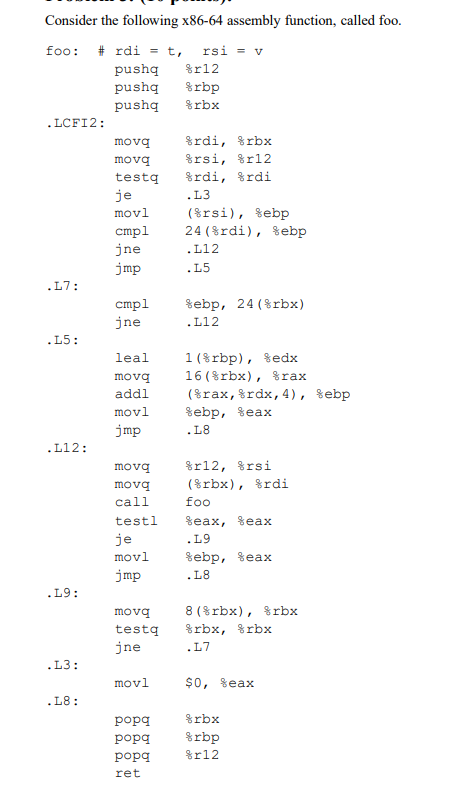 Consider the following x86-64 assembly function, called foo.
foo: # rdi = t, rsi = v
pushq %r12
pushq %rbp
pushq %rbx
.LCFI2:
movq %rdi, %rbx
movq %rsi, %r12
testq %rdi, %rdi
je .L3
movl (%rsi), %ebp
cmpl 24(%rdi), %ebp
jne .L12
jmp .L5
.L7:
cmpl %ebp, 24(%rbx)
jne .L12
.L5:
leal 1(%rbp), %edx
movq 16(%rbx), %rax
addl (%rax,%rdx,4), %ebp
movl %ebp, %eax
jmp .L8
.L12:
movq %r12, %rsi
movq (%rbx), %rdi
call foo
testl %eax, %eax
je .L9
movl %ebp, %eax
jmp .L8
.L9:
movq 8(%rbx), %rbx
testq %rbx, %rbx
jne .L7
.L3:
movl $0, %eax
.L8:
popq %rbx
popq %rbp
popq %r12
ret